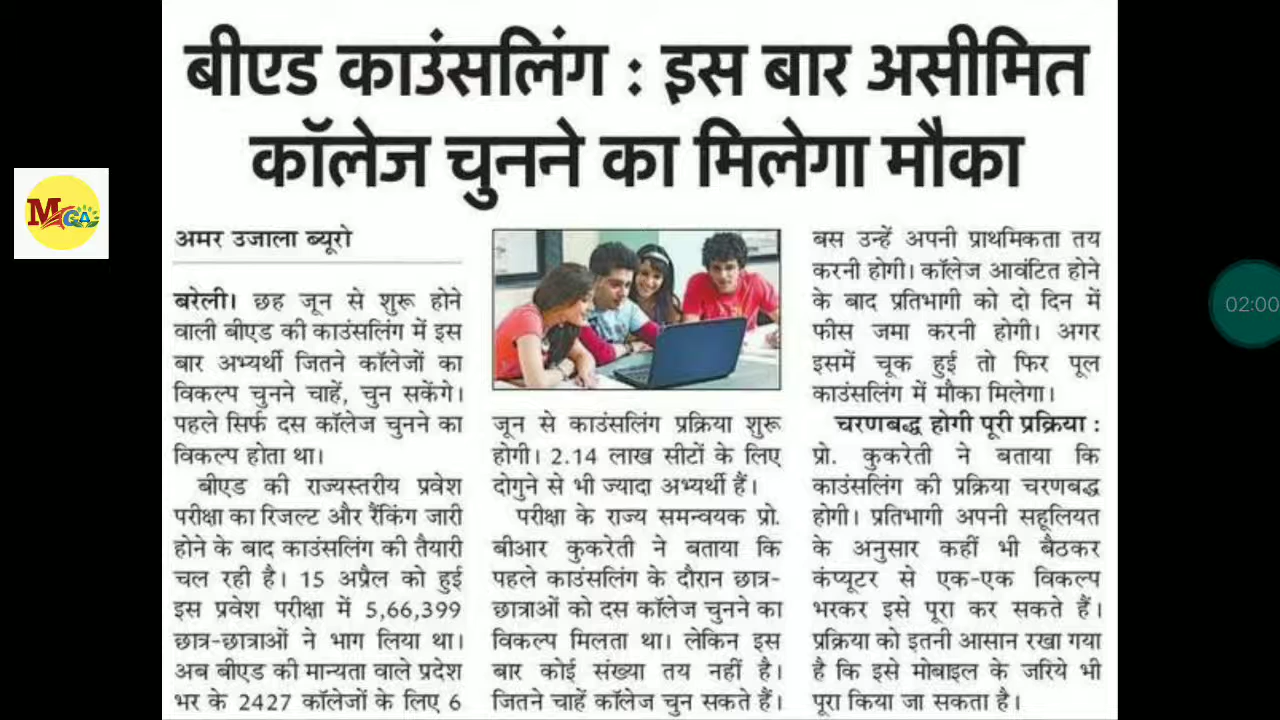 बीएड काउंसलिंग : इस बार असीमित
कॉलेज चुनने का मिलेगा मौका
MGA
अमर उजाला ब्यूरो
बरेली। छह जून से शुरू होने
वाली बीएड की काउंसलिंग में इस
बार अभ्यर्थी जितने कॉलेजों का
विकल्प चुनने चाहें, चुन सकेंगे।
पहले सिर्फ दस कॉलेज चुनने का
विकल्प होता था।
बीएड की राज्यस्तरीय प्रवेश
परीक्षा का रिजल्ट और रैंकिंग जारी
होने के बाद काउंसलिंग की तैयारी
चल रही है। 15 अप्रैल को हुई
इस प्रवेश परीक्षा में 5,66,399
छात्र-छात्राओं ने भाग लिया था।
अब बीएड की मान्यता वाले प्रदेश
भर के 2427 कॉलेजों के लिए 6
जून से काउंसलिंग प्रक्रिया शुरू
होगी। 2.14 लाख सीटों के लिए
दोगुने से भी ज्यादा अभ्यर्थी हैं।
परीक्षा के राज्य समन्वयक प्रो.
बीआर कुकरेती ने बताया कि
पहले काउंसलिंग के दौरान छात्र-
छात्राओं को दस कॉलेज चुनने का
विकल्प मिलता था। लेकिन इस
बार कोई संख्या तय नहीं है।
जितने चाहें कॉलेज चुन सकते हैं।
बस उन्हें अपनी प्राथमिकता तय
करनी होगी। कॉलेज आवंटित होने
के बाद प्रतिभागी को दो दिन में
फीस जमा करनी होगी। अगर
इसमें चूक हुई तो फिर पूल
काउंसलिंग में मौका मिलेगा।
चरणबद्ध होगी पूरी प्रक्रिया :
प्रो. कुकरेती ने बताया कि
काउंसलिंग की प्रक्रिया चरणबद्ध
होगी। प्रतिभागी अपनी सहूलियत
के अनुसार कहीं भी बैठकर
कंप्यूटर से एक-एक विकल्प
भरकर इसे पूरा कर सकते हैं।
प्रक्रिया को इतनी आसान रखा गया
है कि इसे मोबाइल के जरिये भी
पूरा किया जा सकता है।
02:00